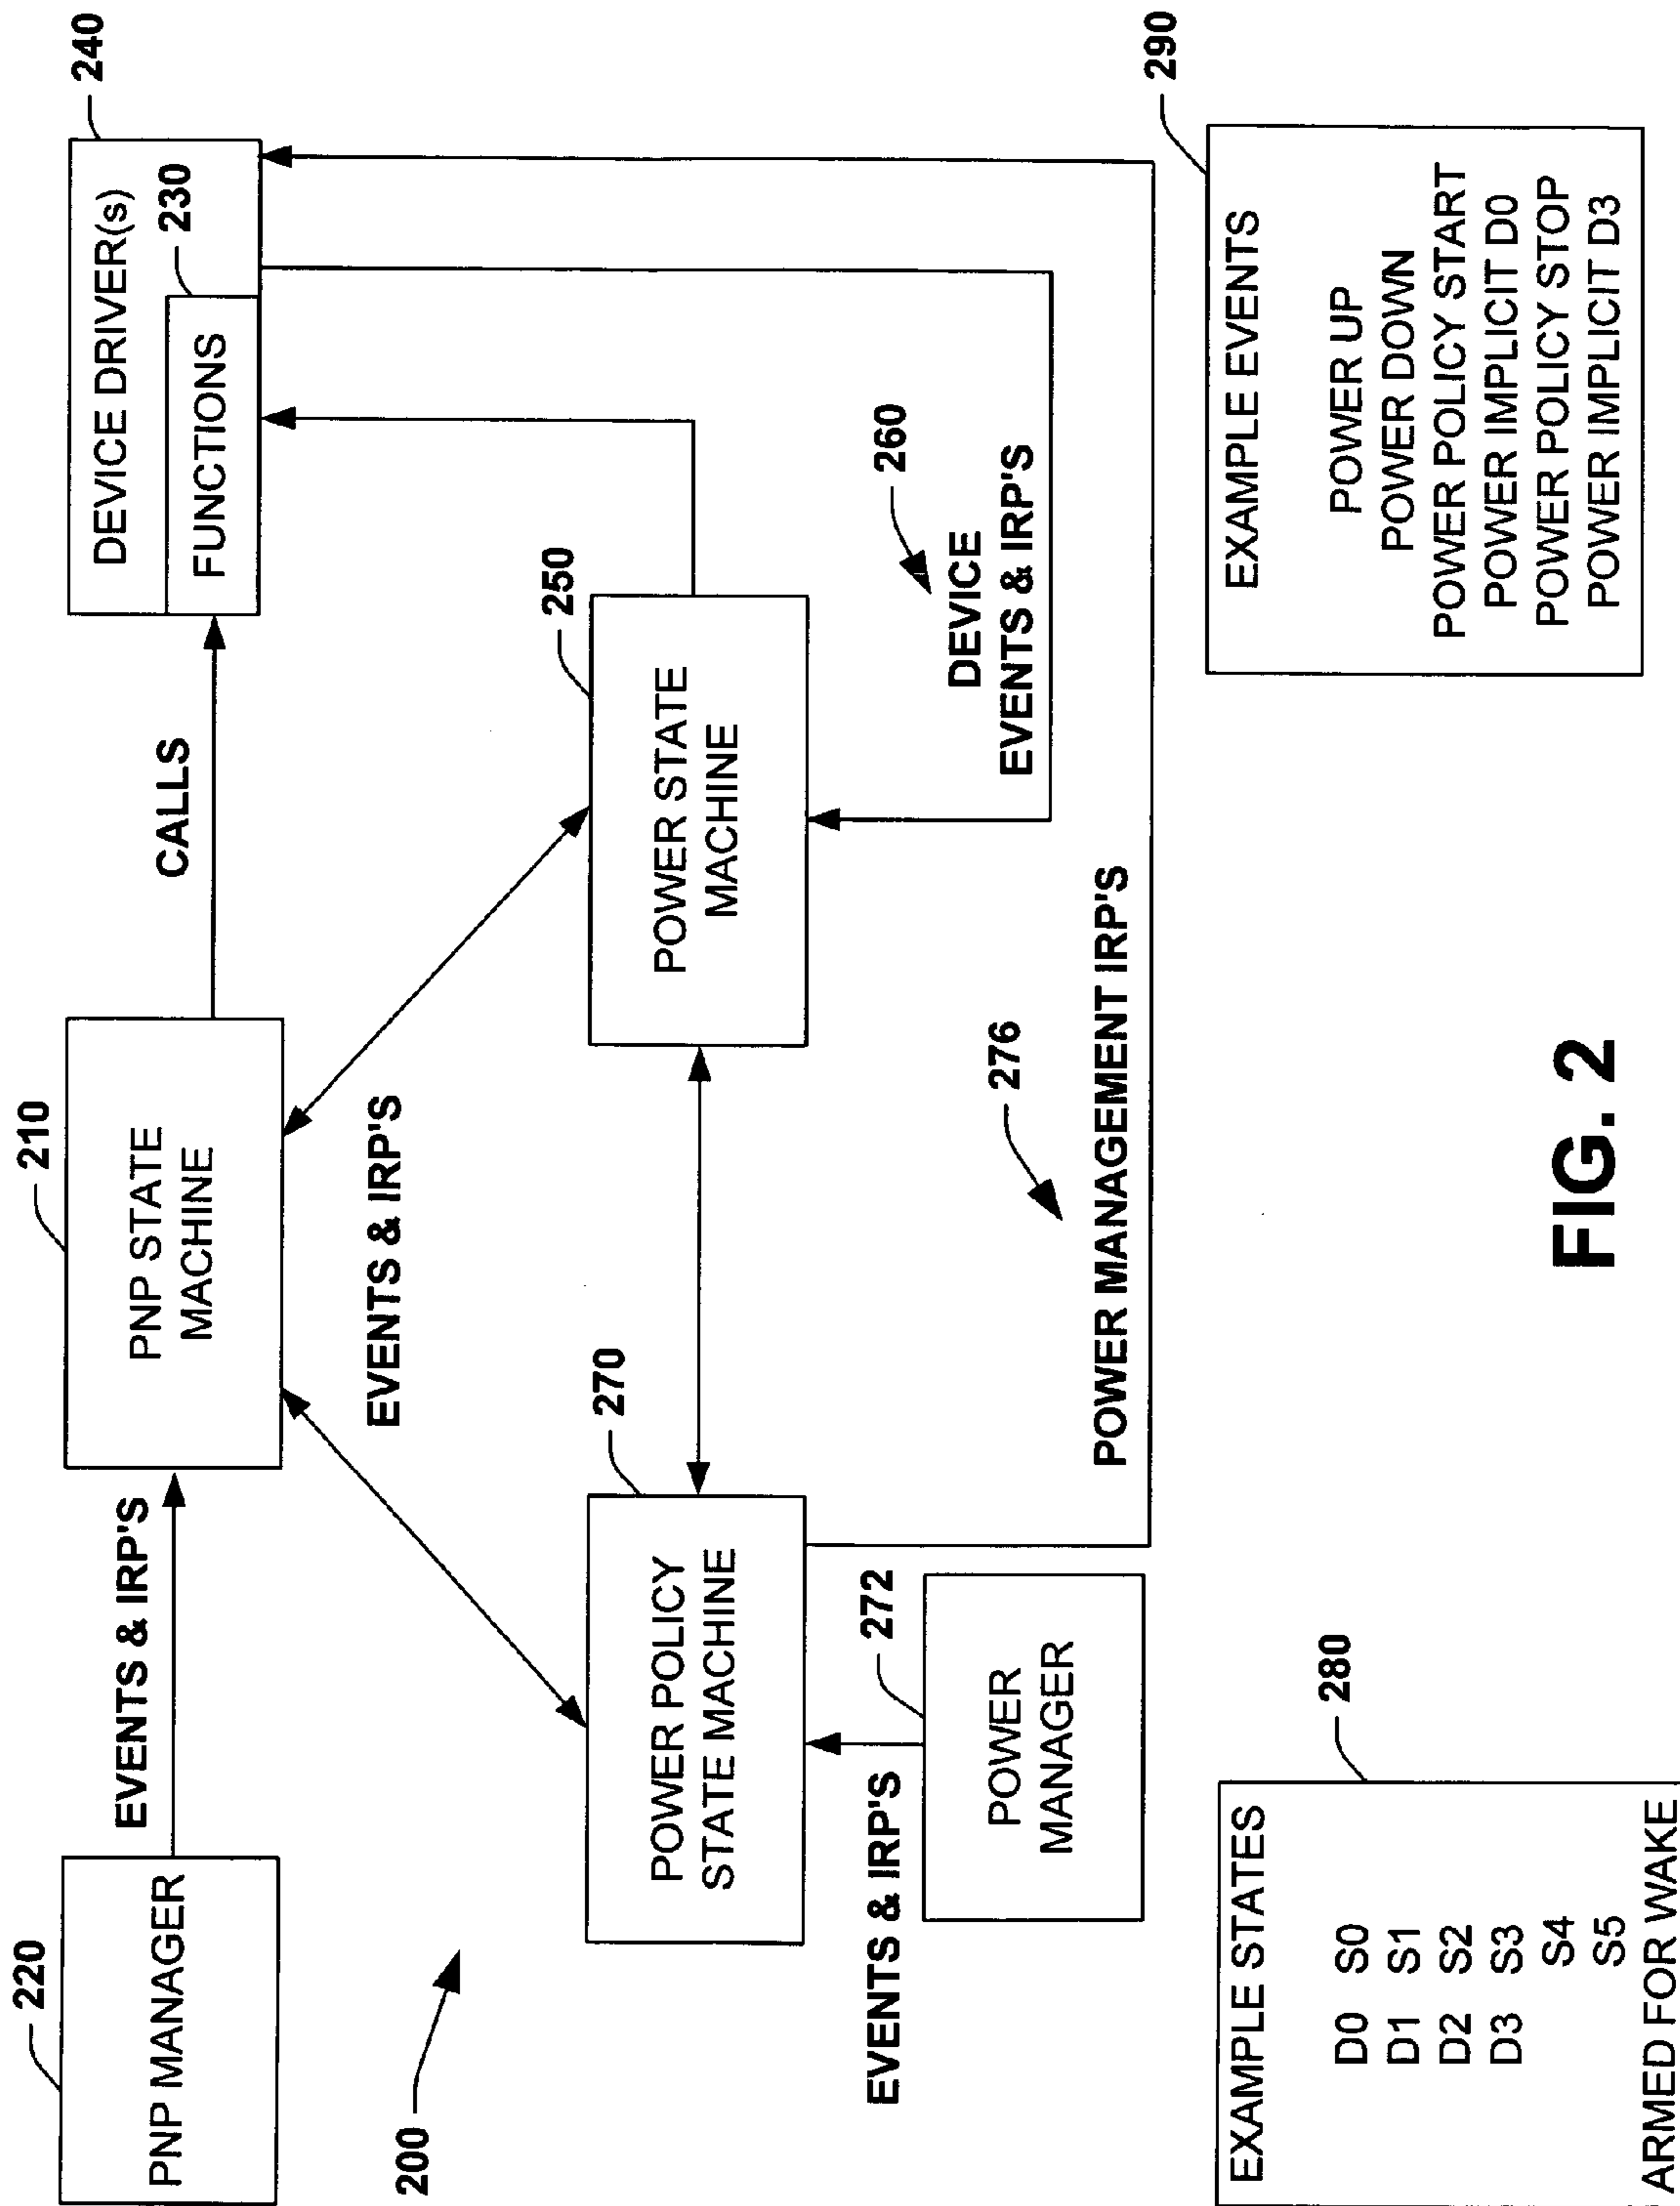 220
PNP MANAGER
EVENTS & IRP'S
210
PNP STATE
MACHINE
CALLS
240
DEVICE DRIVER(s)
230
FUNCTIONS
200
EVENTS & IRP'S
270
POWER POLICY
STATE MACHINE
250
POWER STATE
MACHINE
260
DEVICE
EVENTS & IRP'S
EVENTS & IRP'S
272
POWER
MANAGER
276
POWER MANAGEMENT IRP'S
280
EXAMPLE STATES
D0 S0
D1 S1
D2 S2
D3 S3
S4
S5
ARMED FOR WAKE
290
EXAMPLE EVENTS
POWER UP
POWER DOWN
POWER POLICY START
POWER IMPLICIT D0
POWER POLICY STOP
POWER IMPLICIT D3
FIG. 2